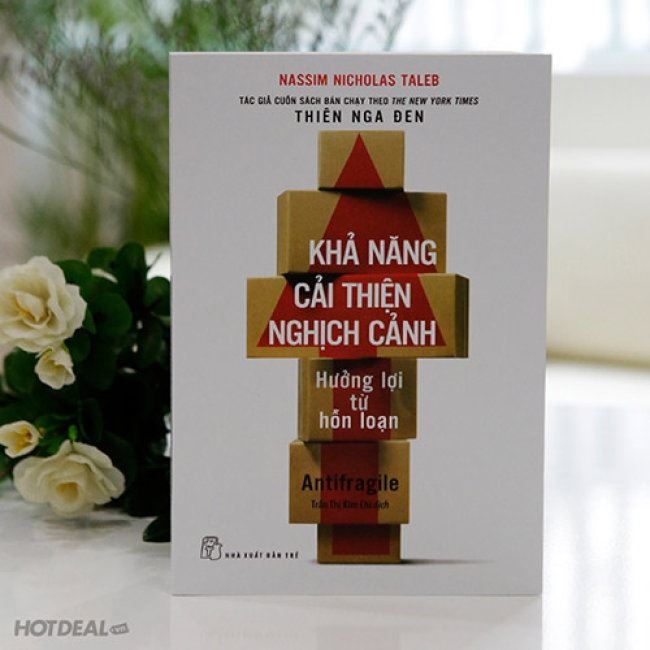 NASSIM NICHOLAS TALEB
TÁC GIẢ CUỐN SÁCH BÁN CHẠY THEO THE NEW YORK TIMES
THIÊN NGA ĐEN
KHẢ NĂNG
CẢI THIỆN
NGHỊCH CẢNH
Hưởng lợi
từ
hỗn loạn
Antifragile
Trần Thị Kim Chi dịch
NHÀ XUẤT BẢN TRẺ
HOTDEAL.vn